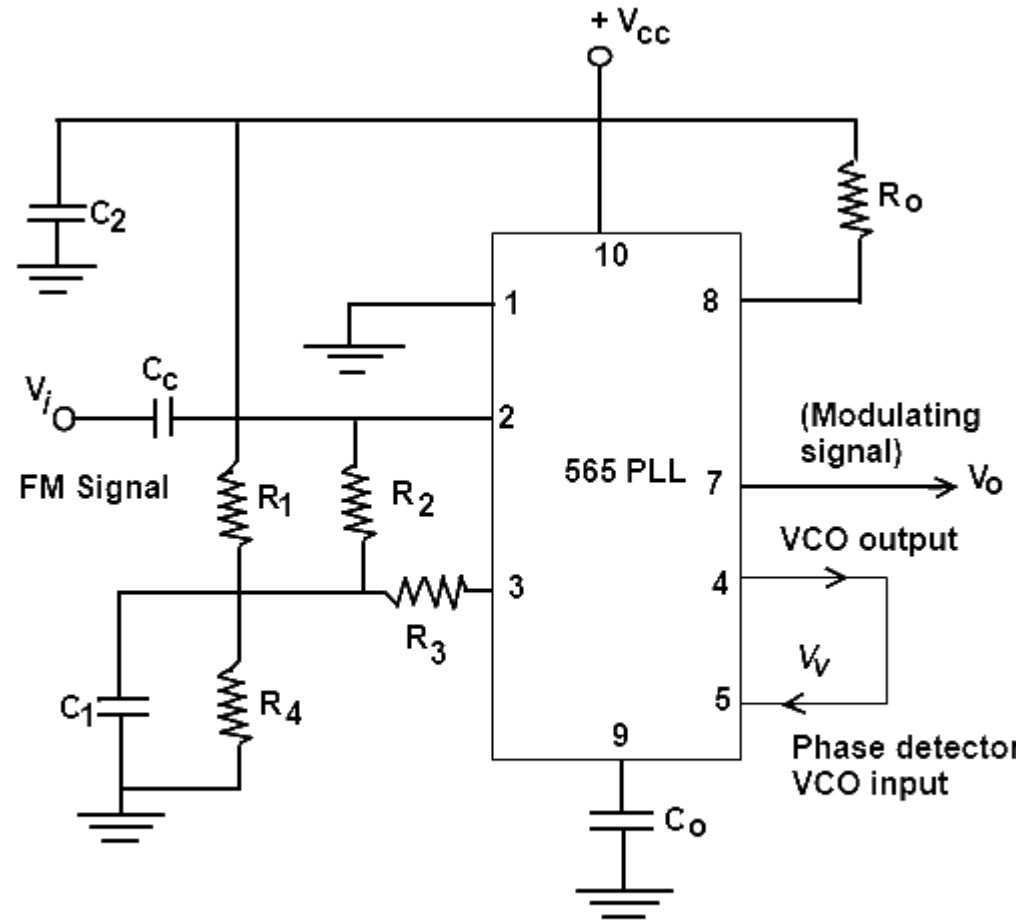 + Vcc
Ro
C2
10
1
8
Vi
Cc
2
(Modulating
signal)
FM Signal
R1
R2
565 PLL
7
Vo
VCO output
3
4
R3
C1
R4
Vv
5
9
Phase detector
VCO input
Co